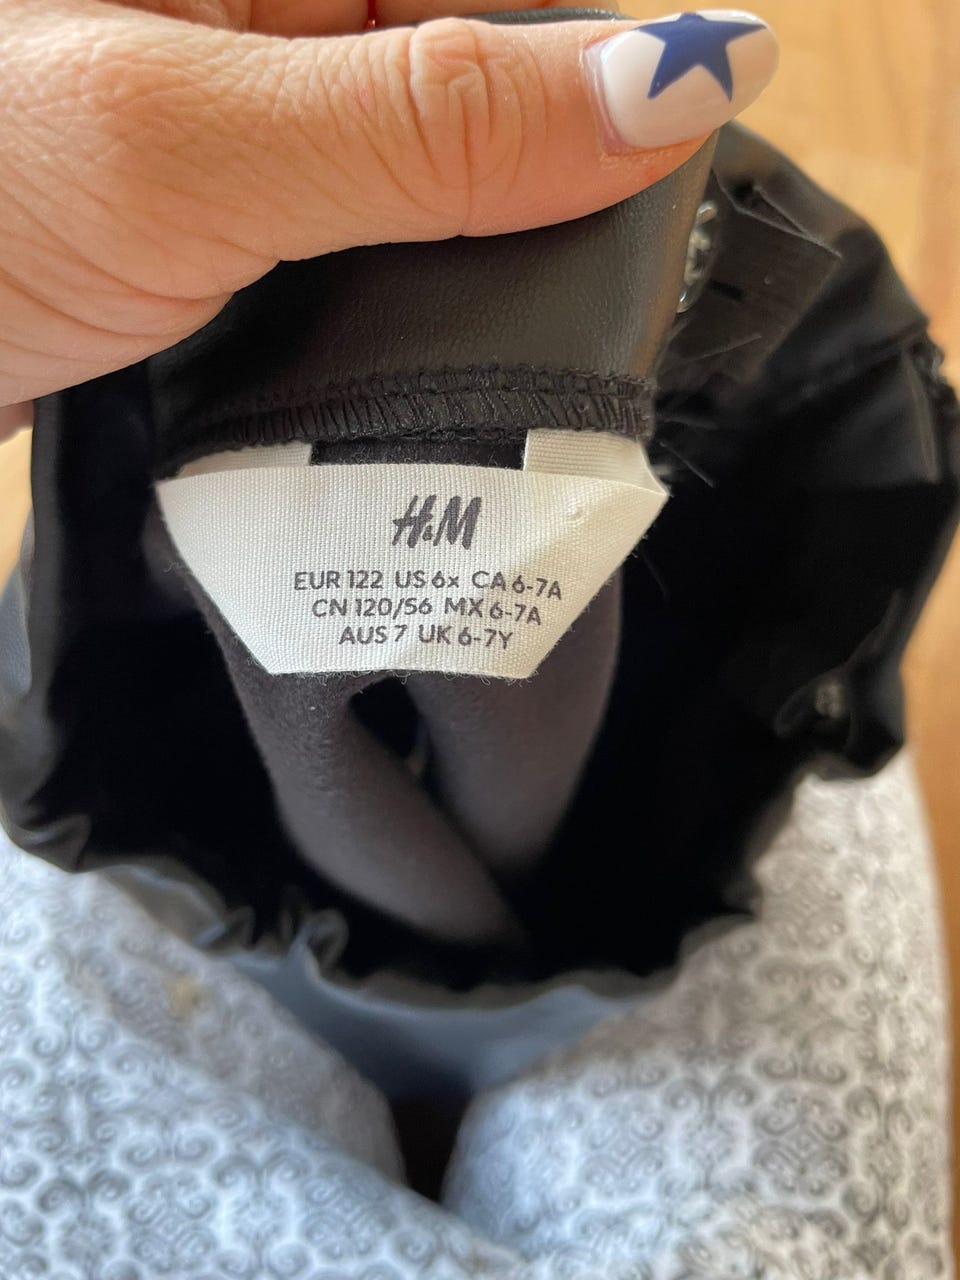 H&M
EUR 122 US 6x CA 6-7A
CN 120/56 MX 6-7A
AUS 7 UK 6-7Y